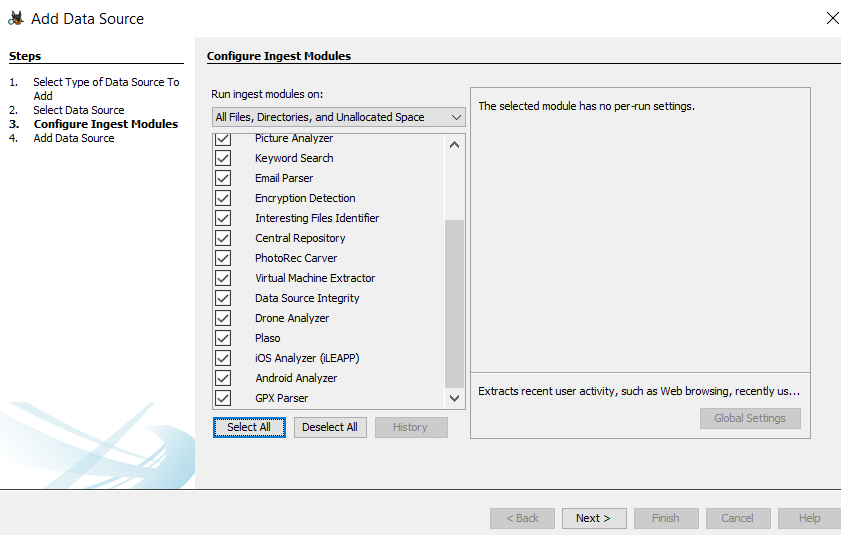 Add Data Source
Steps
1. Select Type of Data Source To
Add
2. Select Data Source
3. Configure Ingest Modules
4. Add Data Source
Configure Ingest Modules
Run ingest modules on:
All Files, Directories, and Unallocated Space
Picture Analyzer
Keyword Search
Email Parser
Encryption Detection
Interesting Files Identifier
Central Repository
PhotoRec Carver
Virtual Machine Extractor
Data Source Integrity
Drone Analyzer
Plaso
iOS Analyzer (iLEAPP)
Android Analyzer
GPX Parser
Select All
Deselect All
History
The selected module has no per-run settings.
Extracts recent user activity, such as Web browsing, recently us...
Global Settings
< Back
Next >
Finish
Cancel
Help